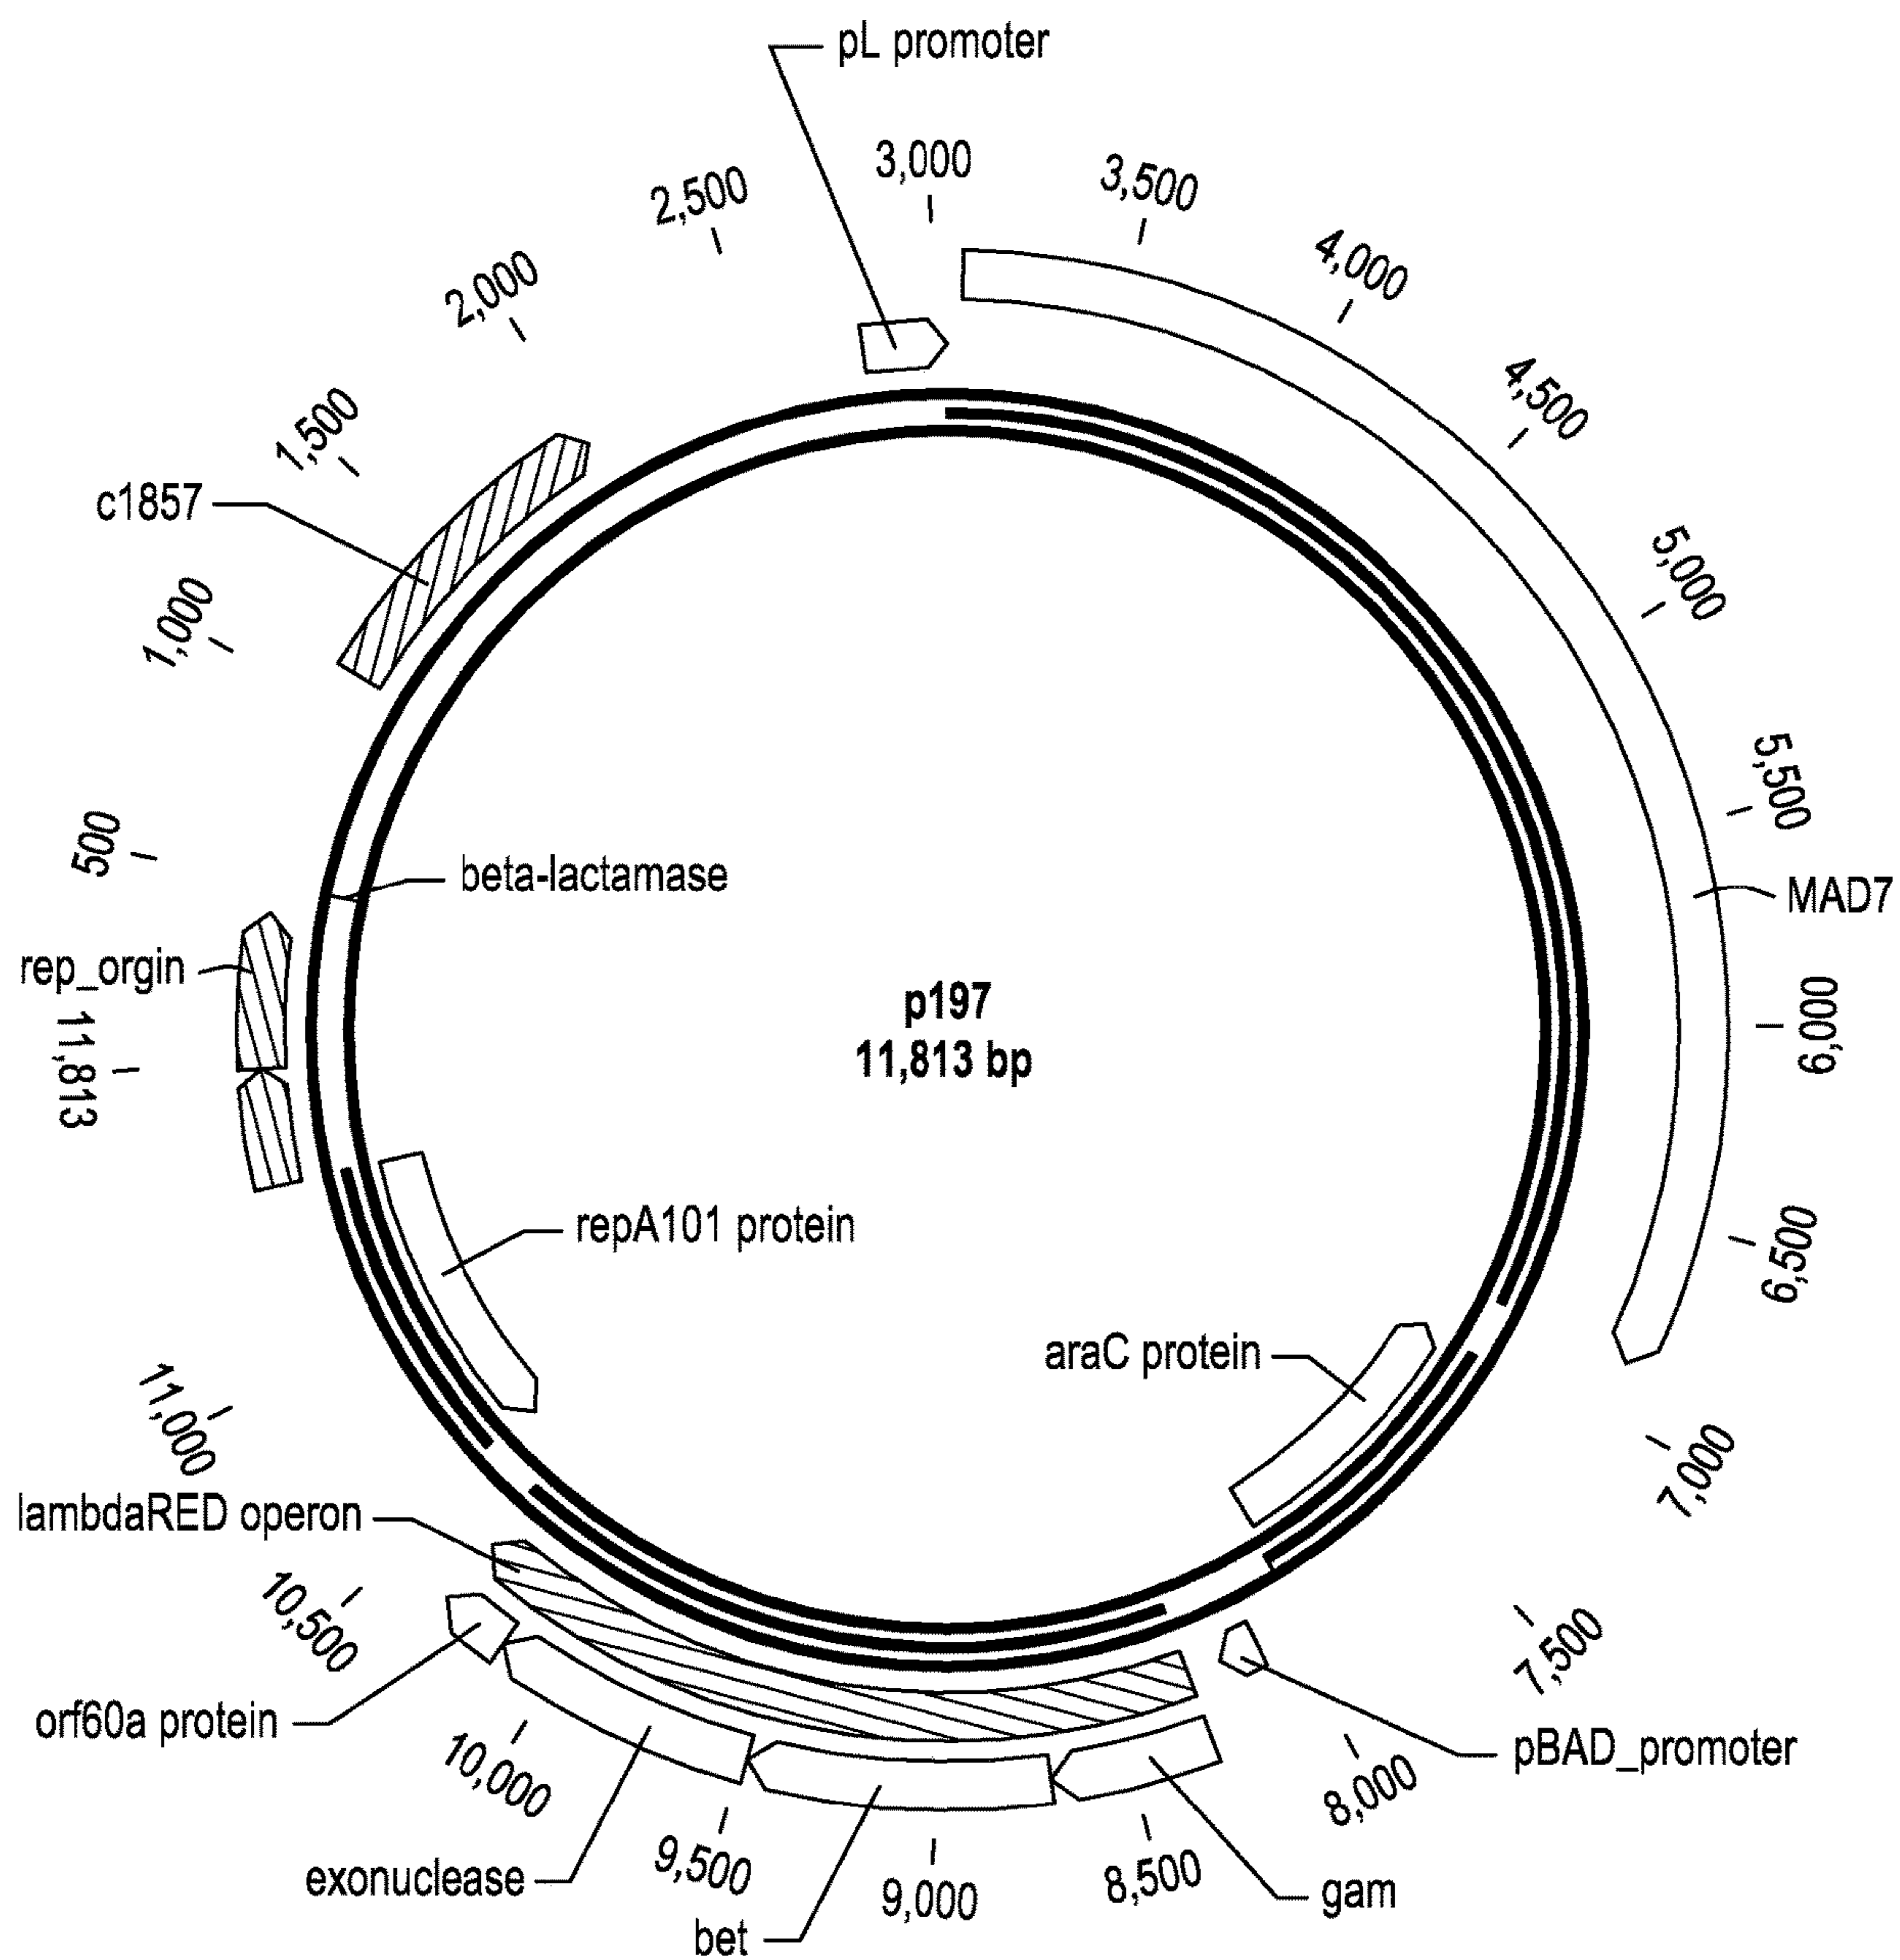 pL promoter
3,000
3,500
2,500
4,000
2,000
4,500
1,500
c1857
5,000
1,000
5,500
500
beta-lactamase
MAD7
rep_orgin
p197
11,813 bp
6,000
11,813
repA101 protein
6,500
araC protein
11,000
7,000
lambdaRED operon
10,500
7,500
orf60a protein
pBAD_promoter
10,000
8,000
9,500
8,500
exonuclease
9,000
gam
bet